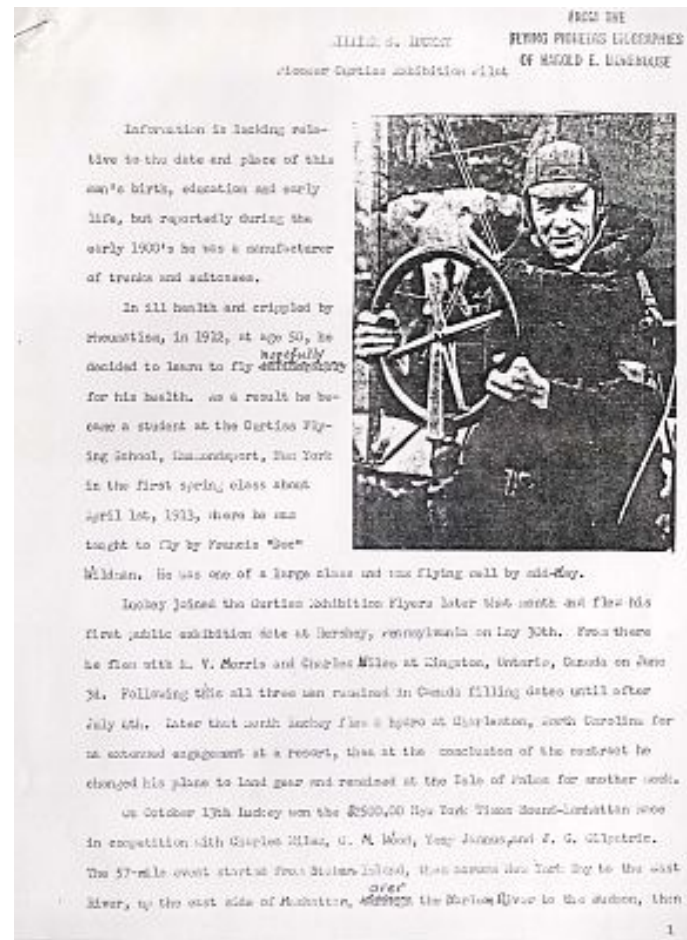 FROM THE
FLYING PIONEERS BIOGRAPHIES
OF HAROLD E. MOREHOUSE
WILLIAM S. LUCKEY
Pioneer Curtiss Exhibition Pilot
Information is lacking rela-
tive to the date and place of this
man's birth, education and early
life, but reportedly during the
early 1900's he was a manufacturer
of trunks and suitcases.
In ill health and crippled by
rheumatism, in 1912, at age 50, he
hopefully
decided to learn to fly
for his health. As a result he be-
came a student at the Curtiss Fly-
ing School, Hammondsport, New York
in the first spring class about
April 1st, 1913, where he was
taught to fly by Francis "Doc"
Wildman. He was one of a large class and was flying well by mid-May.
Luckey joined the Curtiss Exhibition Flyers later that month and flew his
first public exhibition date at Hershey, Pennsylvania on May 30th. From there
he flew with L. V. Morris and Charles Niles at Kingston, Ontario, Canada on June
3d. Following this all three men remained in Canada filling dates until after
July 4th. Later that month Luckey flew a hydro at Charleston, North Carolina for
an extended engagement at a resort, then at the conclusion of the contract he
changed his plane to land gear and remained at the Isle of Palms for another week.
On October 13th Luckey won the $1500.00 New York Times Round-Manhattan race
in competition with Charles Niles, C. M. Wood, Tony Jannus, and J. G. Gilpatric.
The 57-mile event started from Staten Island, then across New York Bay to the East
over
River, up the east side of Manhattan, the Harlem River to the Hudson, then
1